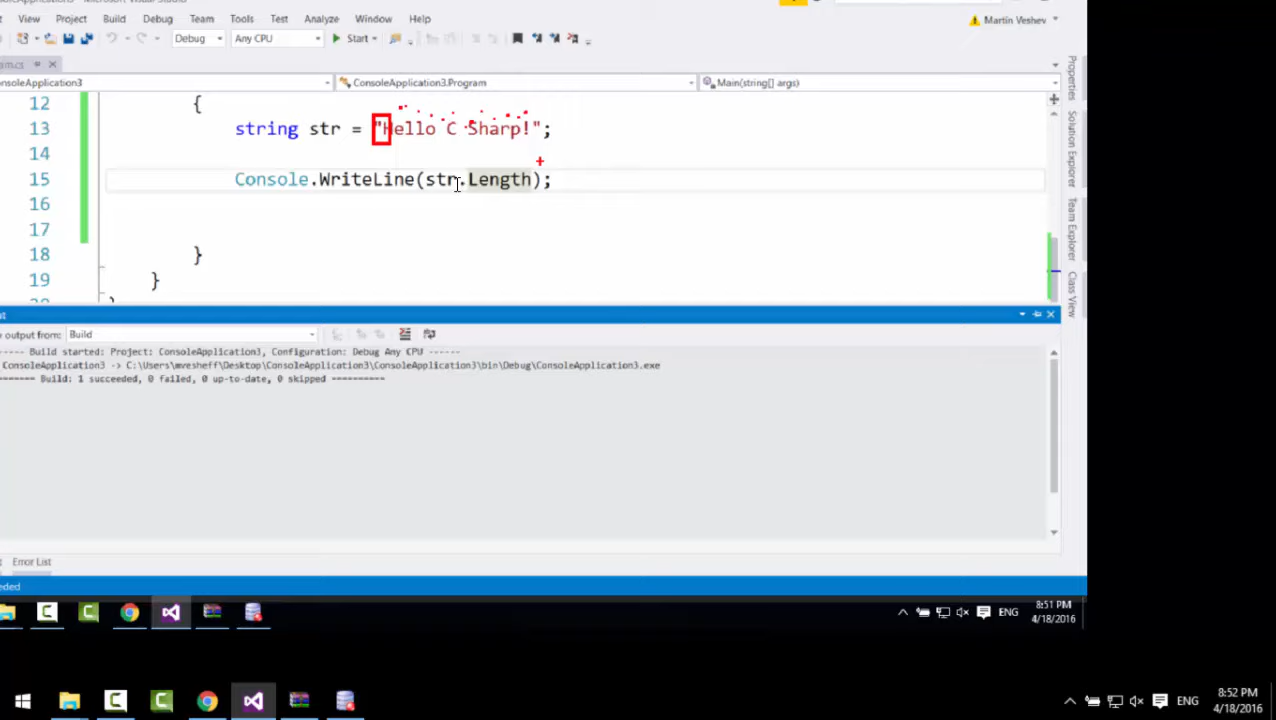 View Project Build Debug Team Tools Test Analyze Window Help
Martin Veshev
Debug Any CPU Start
ConsoleApplication3.Program Main(string[] args)
12 {
13 string str = "Hello C Sharp!";
14
15 Console.WriteLine(str.Length);
16
17
18 }
19 }
output from: Build
----- Build started: Project: ConsoleApplication3, Configuration: Debug Any CPU ------
ConsoleApplication3 -> C:\Users\mvesheff\Desktop\ConsoleApplication3\ConsoleApplication3\bin\Debug\ConsoleApplication3.exe
======= Build: 1 succeeded, 0 failed, 0 up-to-date, 0 skipped ==========
Error List
Properties
Solution Explorer
Team Explorer
Class View
ENG
8:51 PM
4/18/2016
ENG
8:52 PM
4/18/2016